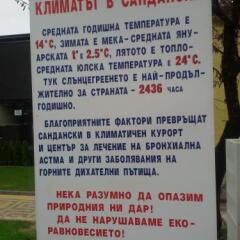 КЛИМАТЪТ В САНДАНСКИ
СРЕДНАТА ГОДИШНА ТЕМПЕРАТУРА Е
14°С, ЗИМАТА Е МЕКА-СРЕДНАТА ЯНУ-
АРСКА t° Е 2.5°С, ЛЯТОТО Е ТОПЛО-
СРЕДНАТА ЮЛСКА ТЕМПЕРАТУРА Е 24°С.
ТУК СЛЪНЦЕГРЕЕНЕТО Е НАЙ-ПРОДЪЛ-
ЖИТЕЛНО ЗА СТРАНАТА - 2436 ЧАСА
ГОДИШНО.
БЛАГОПРИЯТНИТЕ ФАКТОРИ ПРЕВРЪЩАТ
САНДАНСКИ В КЛИМАТИЧЕН КУРОРТ
И ЦЕНТЪР ЗА ЛЕЧЕНИЕ НА БРОНХИАЛНА
АСТМА И ДРУГИ ЗАБОЛЯВАНИЯ НА
ГОРНИТЕ ДИХАТЕЛНИ ПЪТИЩА.
НЕКА РАЗУМНО ДА ОПАЗИМ
ПРИРОДНИЯ НИ ДАР!
ДА НЕ НАРУШАВАМЕ ЕКО-
РАВНОВЕСИЕТО!